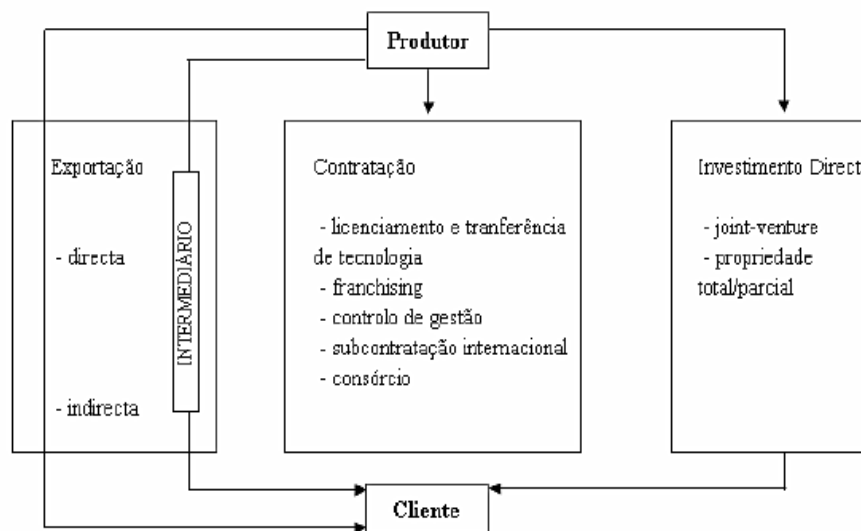 Produtor
Exportação
- directa
- indirecta
INTERMEDIÁRIO
Contratação
- licenciamento e tranferência
de tecnologia
- franchising
- controlo de gestão
- subcontratação internacional
- consórcio
Investimento Direct
- joint-venture
- propriedade
total/parcial
Cliente